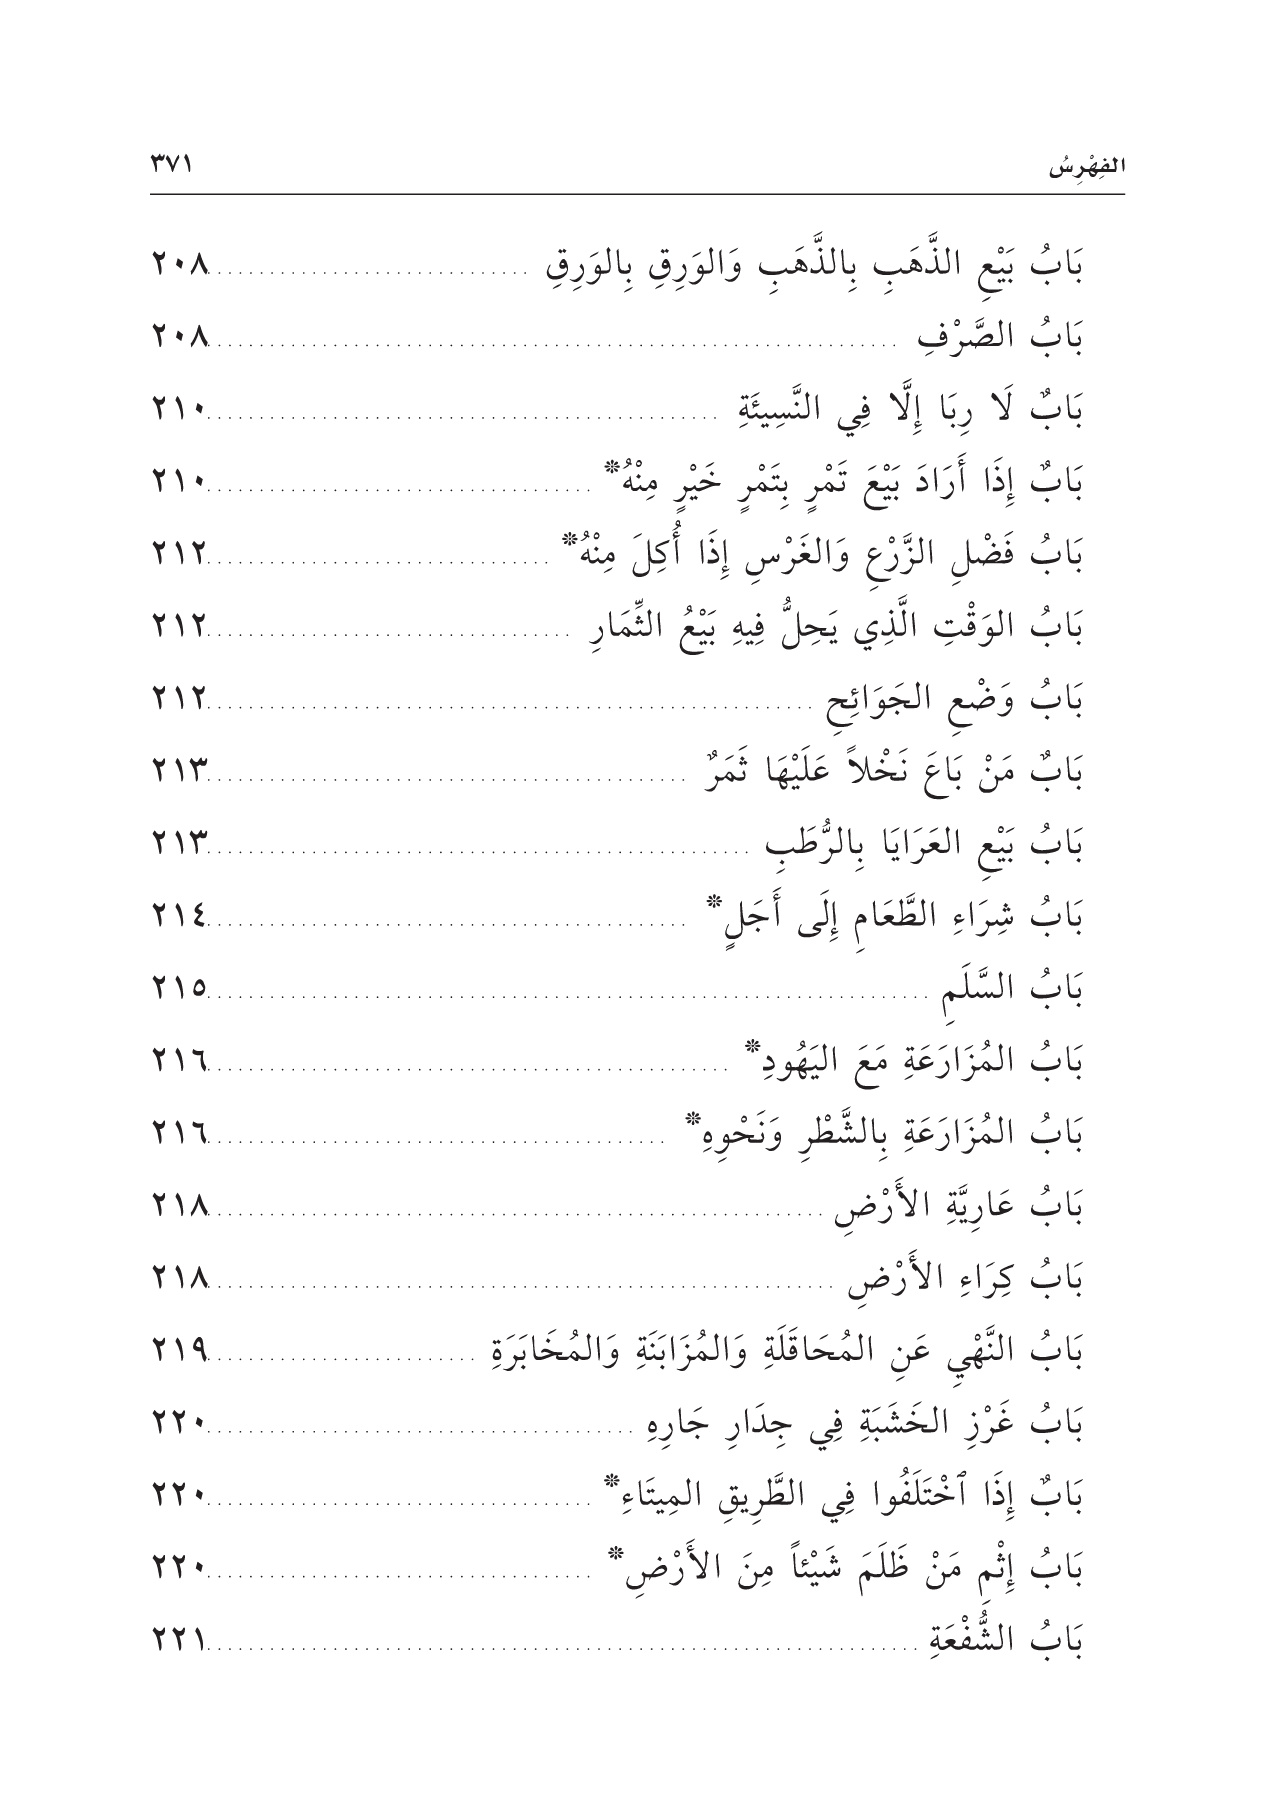 الفِهْرِسُ ٣٧١
بَابُ بَيْعِ الذَّهَبِ بِالذَّهَبِ وَالوَرِقِ بِالوَرِقِ ٢٠٨
بَابُ الصَّرْفِ ٢٠٨
بَابٌ لَا رِبَا إِلَّا فِي النَّسِيئَةِ ٢١٠
بَابٌ إِذَا أَرَادَ بَيْعَ تَمْرٍ بِتَمْرٍ خَيْرٍ مِنْهُ* ٢١٠
بَابُ فَضْلِ الزَّرْعِ وَالغَرْسِ إِذَا أُكِلَ مِنْهُ* ٢١٢
بَابُ الوَقْتِ الَّذِي يَحِلُّ فِيهِ بَيْعُ الثِّمَارِ ٢١٢
بَابُ وَضْعِ الجَوَائِحِ ٢١٢
بَابٌ مَنْ بَاعَ نَخْلاً عَلَيْهَا ثَمَرٌ ٢١٣
بَابُ بَيْعِ العَرَايَا بِالرُّطَبِ ٢١٣
بَابُ شِرَاءِ الطَّعَامِ إِلَى أَجَلٍ* ٢١٤
بَابُ السَّلَمِ ٢١٥
بَابُ المُزَارَعَةِ مَعَ اليَهُودِ* ٢١٦
بَابُ المُزَارَعَةِ بِالشَّطْرِ وَنَحْوِهِ* ٢١٦
بَابُ عَارِيَّةِ الأَرْضِ ٢١٨
بَابُ كِرَاءِ الأَرْضِ ٢١٨
بَابُ النَّهْيِ عَنِ المُحَاقَلَةِ وَالمُزَابَنَةِ وَالمُخَابَرَةِ ٢١٩
بَابُ غَرْزِ الخَشَبَةِ فِي جِدَارِ جَارِهِ ٢٢٠
بَابٌ إِذَا ٱخْتَلَفُوا فِي الطَّرِيقِ المِيتَاءِ* ٢٢٠
بَابُ إِثْمِ مَنْ ظَلَمَ شَيْئاً مِنَ الأَرْضِ* ٢٢٠
بَابُ الشُّفْعَةِ ٢٢١